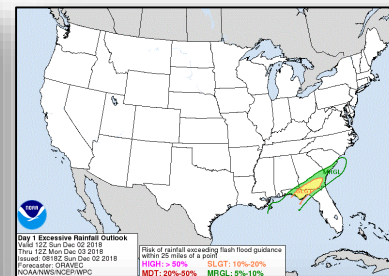 MRGL
SLGT
NOAA
Day 1 Excessive Rainfall Outlook
Valid 12Z Sun Dec 02 2018
Thru 12Z Mon Dec 03 2018
Issued: 0818Z Sun Dec 02 2018
Forecaster: ORAVEC
NOAA/NWS/NCEP/WPC
Risk of rainfall exceeding flash flood guidance
within 25 miles of a point
HIGH: > 50% SLGT: 10%-20%
MDT: 20%-50% MRGL: 5%-10%